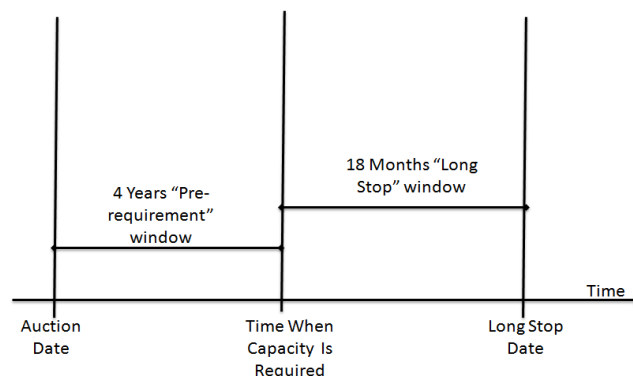 18 Months “Long
Stop” window
4 Years “Pre-
requirement”
window
Time
Auction
Date
Time When
Capacity Is
Required
Long Stop
Date